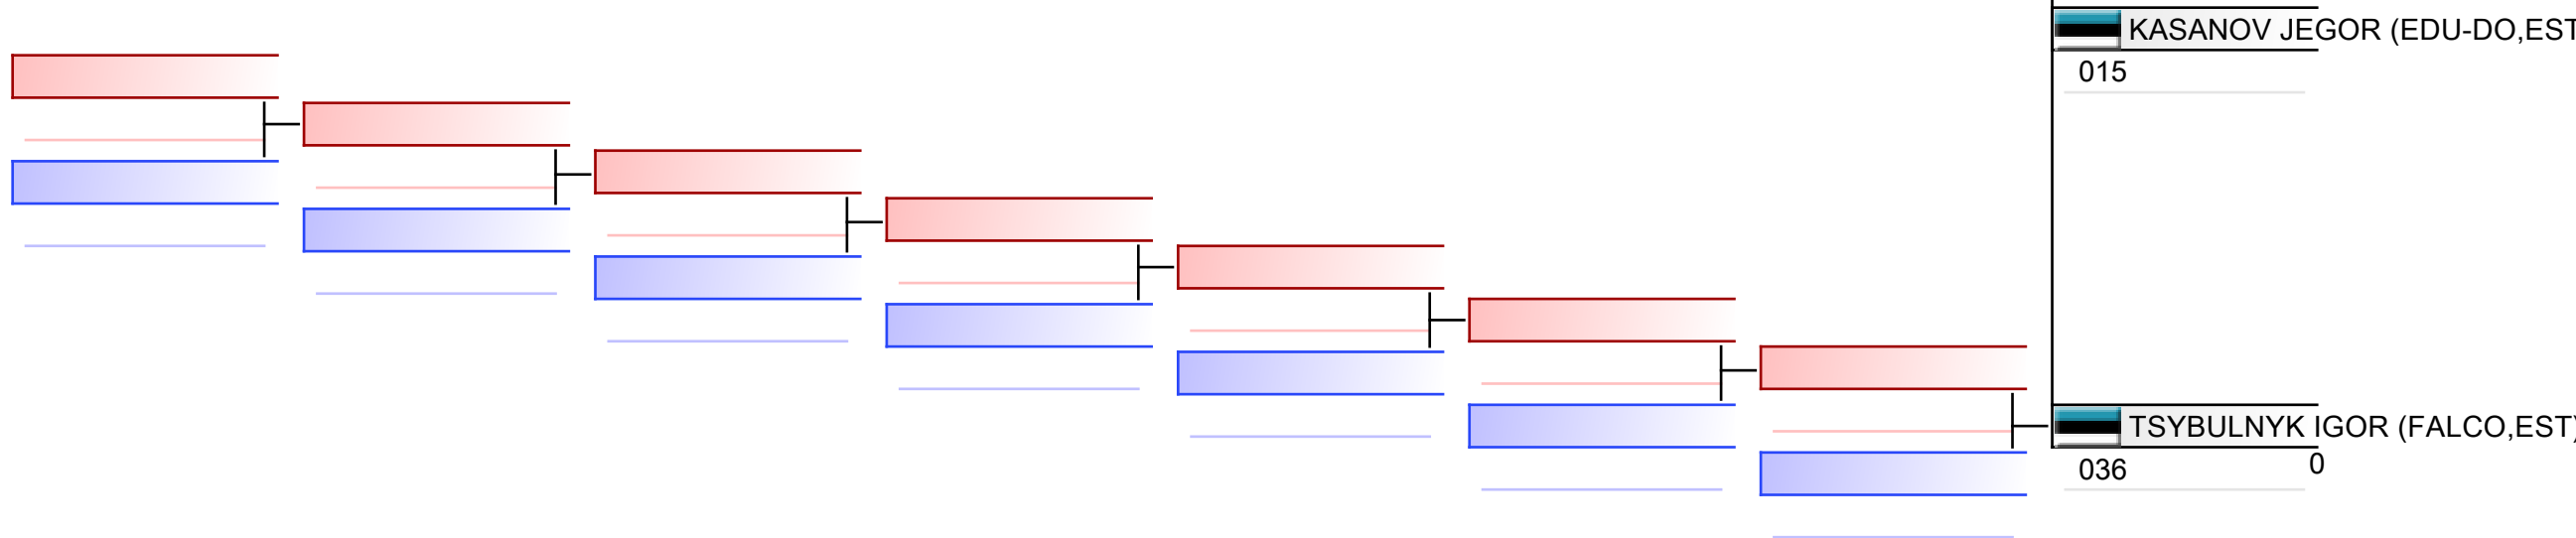 KASANOV JEGOR (EDU-DO,EST
015
TSYBULNYK IGOR (FALCO,EST)
036
0